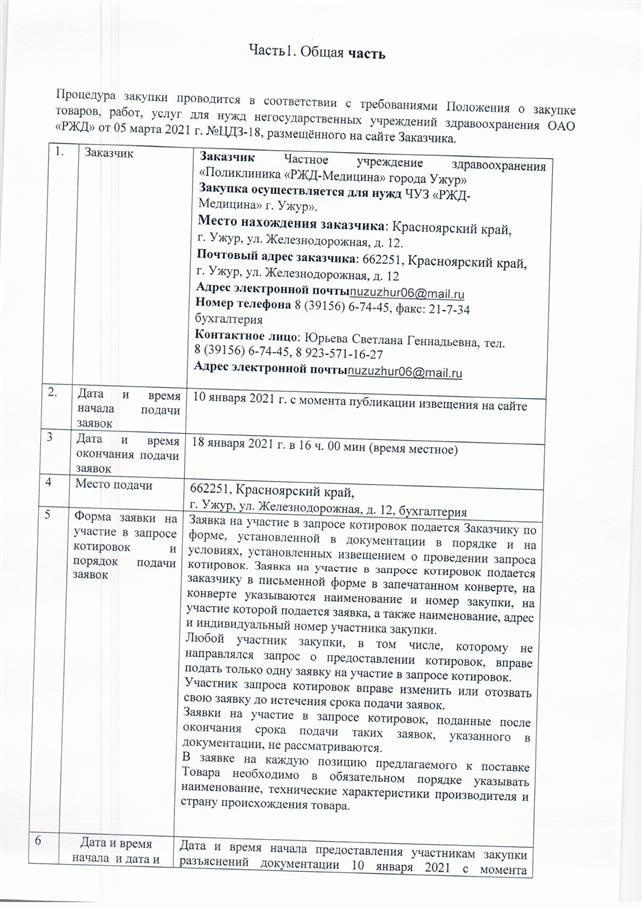 Часть1. Общая часть
Процедура закупки проводится в соответствии с требованиями Положения о закупке
товаров, работ, услуг для нужд негосударственных учреждений здравоохранения ОАО
«РЖД» от 05 марта 2021 г. №ЦДЗ-18, размещённого на сайте Заказчика.
1.
Заказчик
Заказчик Частное учреждение здравоохранения
«Поликлиника «РЖД-Медицина» города Ужур»
Закупка осуществляется для нужд ЧУЗ «РЖД-
Медицина» г. Ужур».
Место нахождения заказчика: Красноярский край,
г. Ужур, ул. Железнодорожная, д. 12.
Почтовый адрес заказчика: 662251, Красноярский край,
г. Ужур, ул. Железнодорожная, д. 12
Адрес электронной почтыnuzuzhur06@mail.ru
Номер телефона 8 (39156) 6-74-45, факс: 21-7-34
бухгалтерия
Контактное лицо: Юрьева Светлана Геннадьевна, тел.
8 (39156) 6-74-45, 8 923-571-16-27
Адрес электронной почтыnuzuzhur06@mail.ru
2.
Дата и время
начала подачи
заявок
10 января 2021 г. с момента публикации извещения на сайте
3
Дата и время
окончания подачи
заявок
18 января 2021 г. в 16 ч. 00 мин (время местное)
4
Место подачи
662251, Красноярский край,
г. Ужур, ул. Железнодорожная, д. 12, бухгалтерия
5
Форма заявки на
участие в запросе
котировок и
порядок подачи
заявок
Заявка на участие в запросе котировок подается Заказчику по
форме, установленной в документации в порядке и на
условиях, установленных извещением о проведении запроса
котировок. Заявка на участие в запросе котировок подается
заказчику в письменной форме в запечатанном конверте, на
конверте указываются наименование и номер закупки, на
участие которой подается заявка, а также наименование, адрес
и индивидуальный номер участника закупки.
Любой участник закупки, в том числе, которому не
направлялся запрос о предоставлении котировок, вправе
подать только одну заявку на участие в запросе котировок.
Участник запроса котировок вправе изменить или отозвать
свою заявку до истечения срока подачи заявок.
Заявки на участие в запросе котировок, поданные после
окончания срока подачи таких заявок, указанного в
документации, не рассматриваются.
В заявке на каждую позицию предлагаемого к поставке
Товара необходимо в обязательном порядке указывать
наименование, технические характеристики производителя и
страну происхождения товара.
6
Дата и время
начала и дата и
Дата и время начала предоставления участникам закупки
разъяснений документации 10 января 2021 с момента